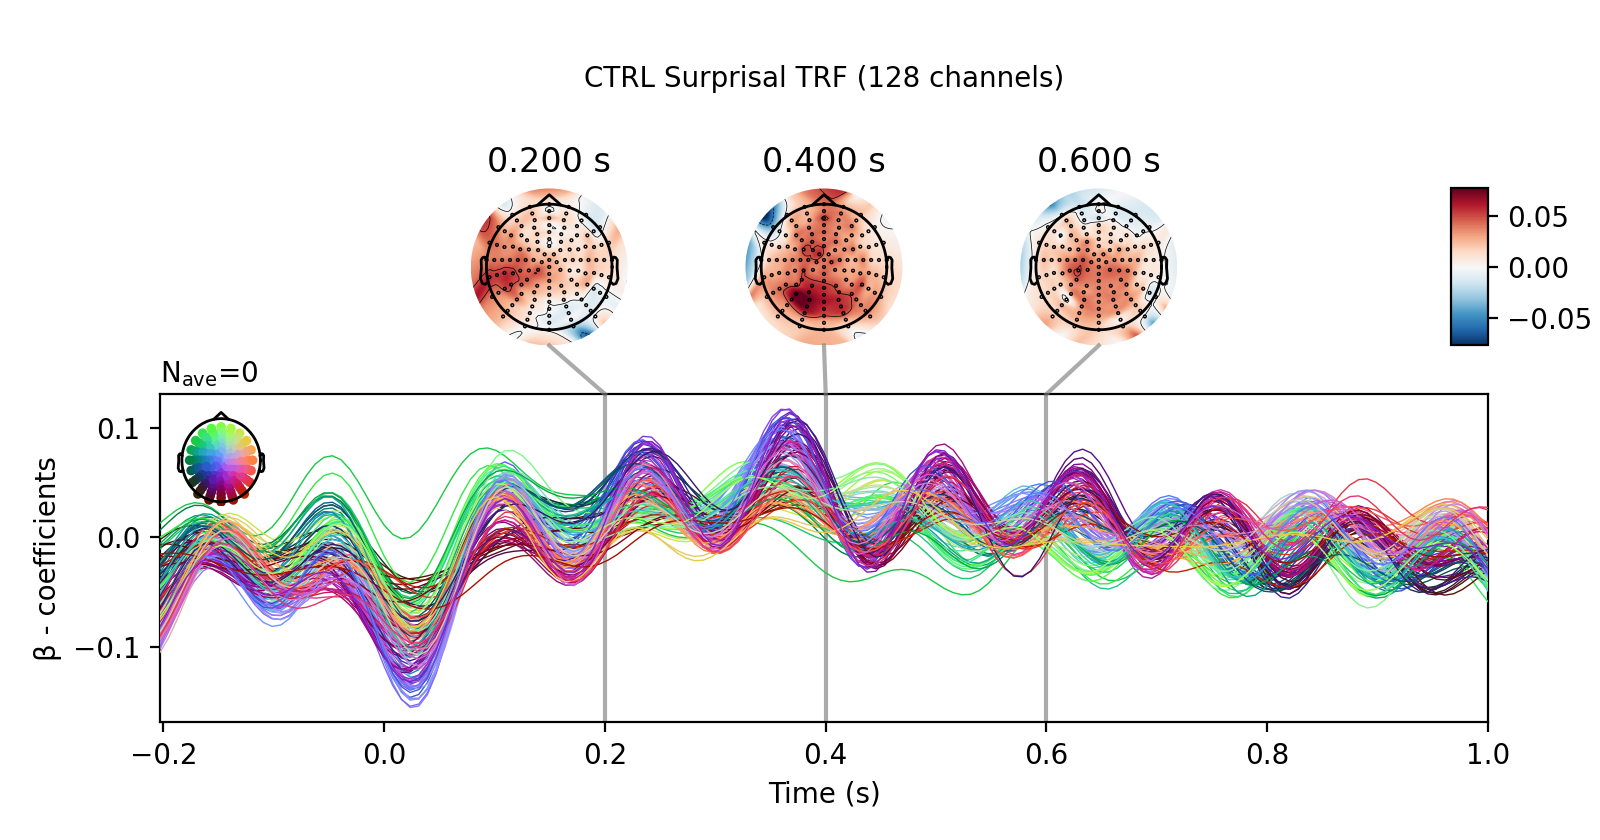 CTRL Surprisal TRF (128 channels)
0.200 s
0.400 s
0.600 s
0.05
0.00
−0.05
Nave=0
0.1
0.0
−0.1
β - coefficients
−0.2
0.0
0.2
0.4
0.6
0.8
1.0
Time (s)